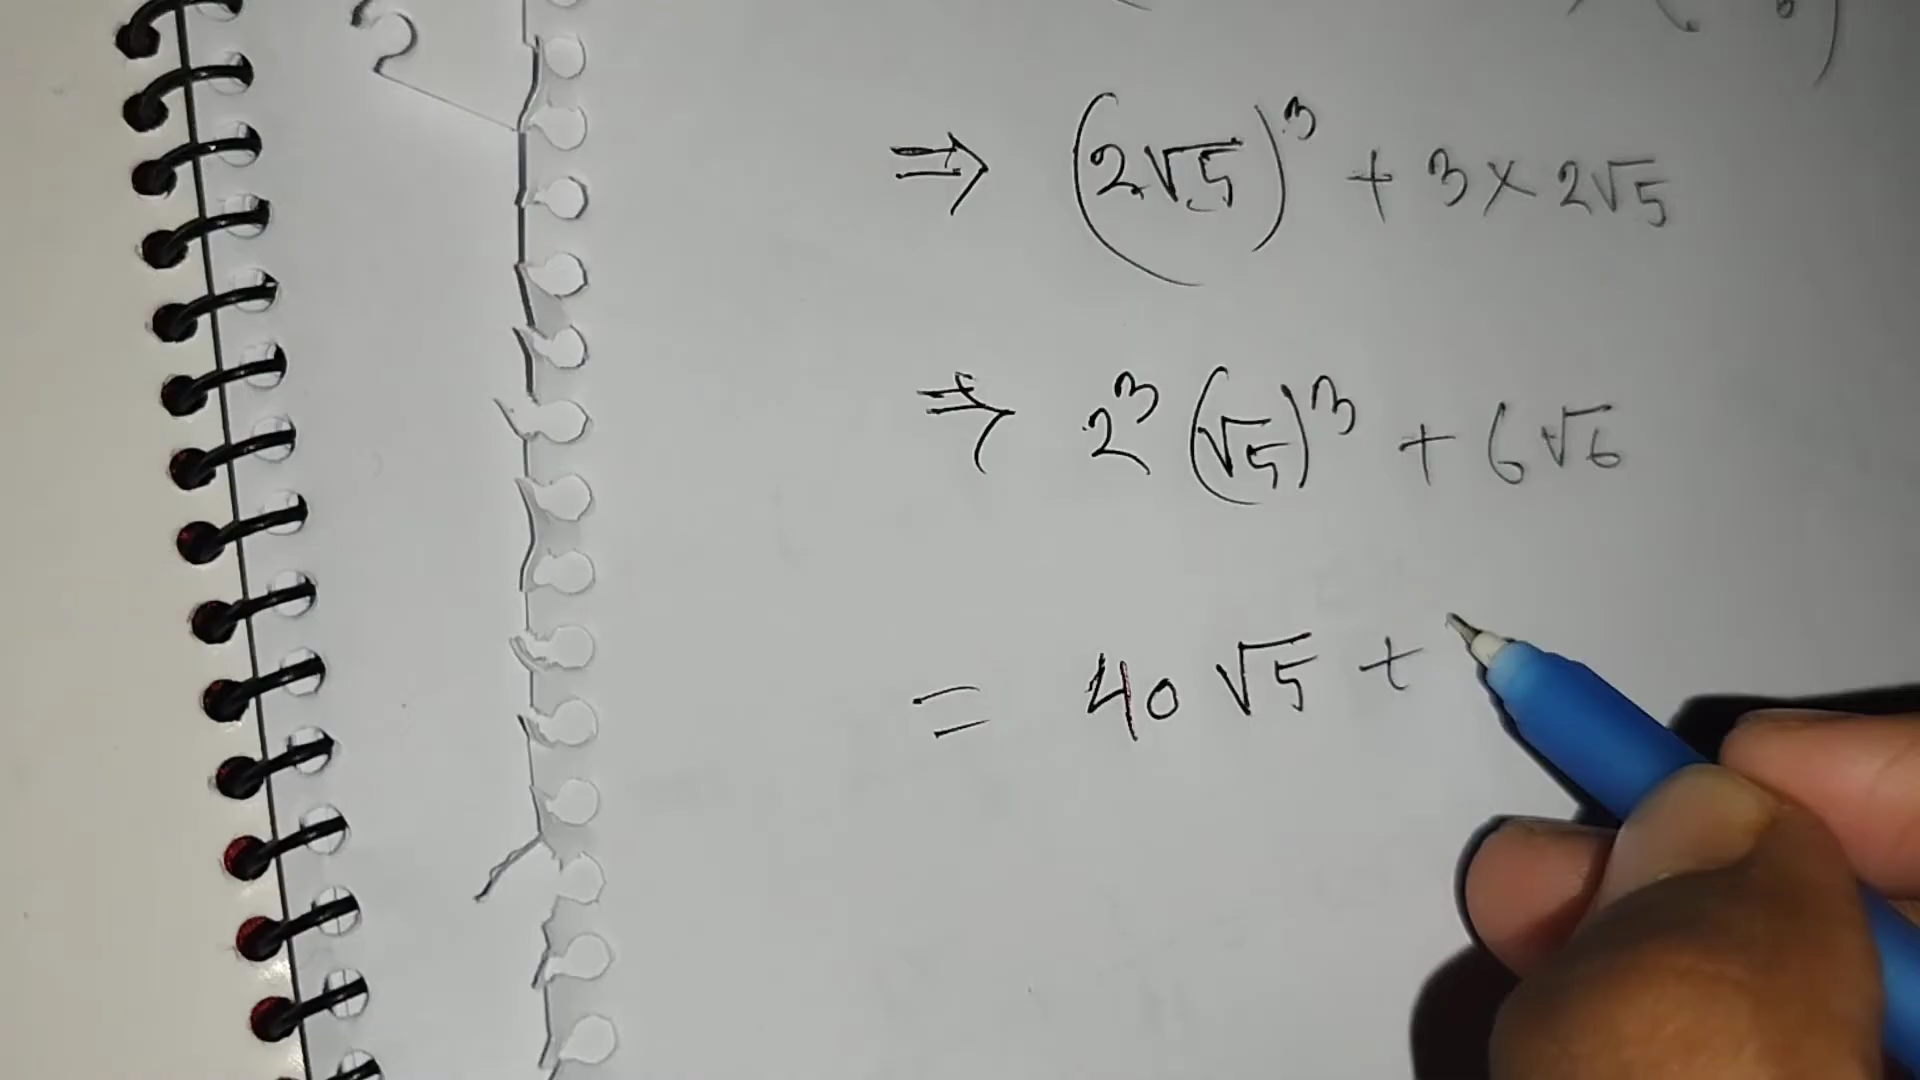 ⇒ (2√5)³ + 3 × 2√5
⇒ 2³ (√5)³ + 6√6
= 40 √5 +